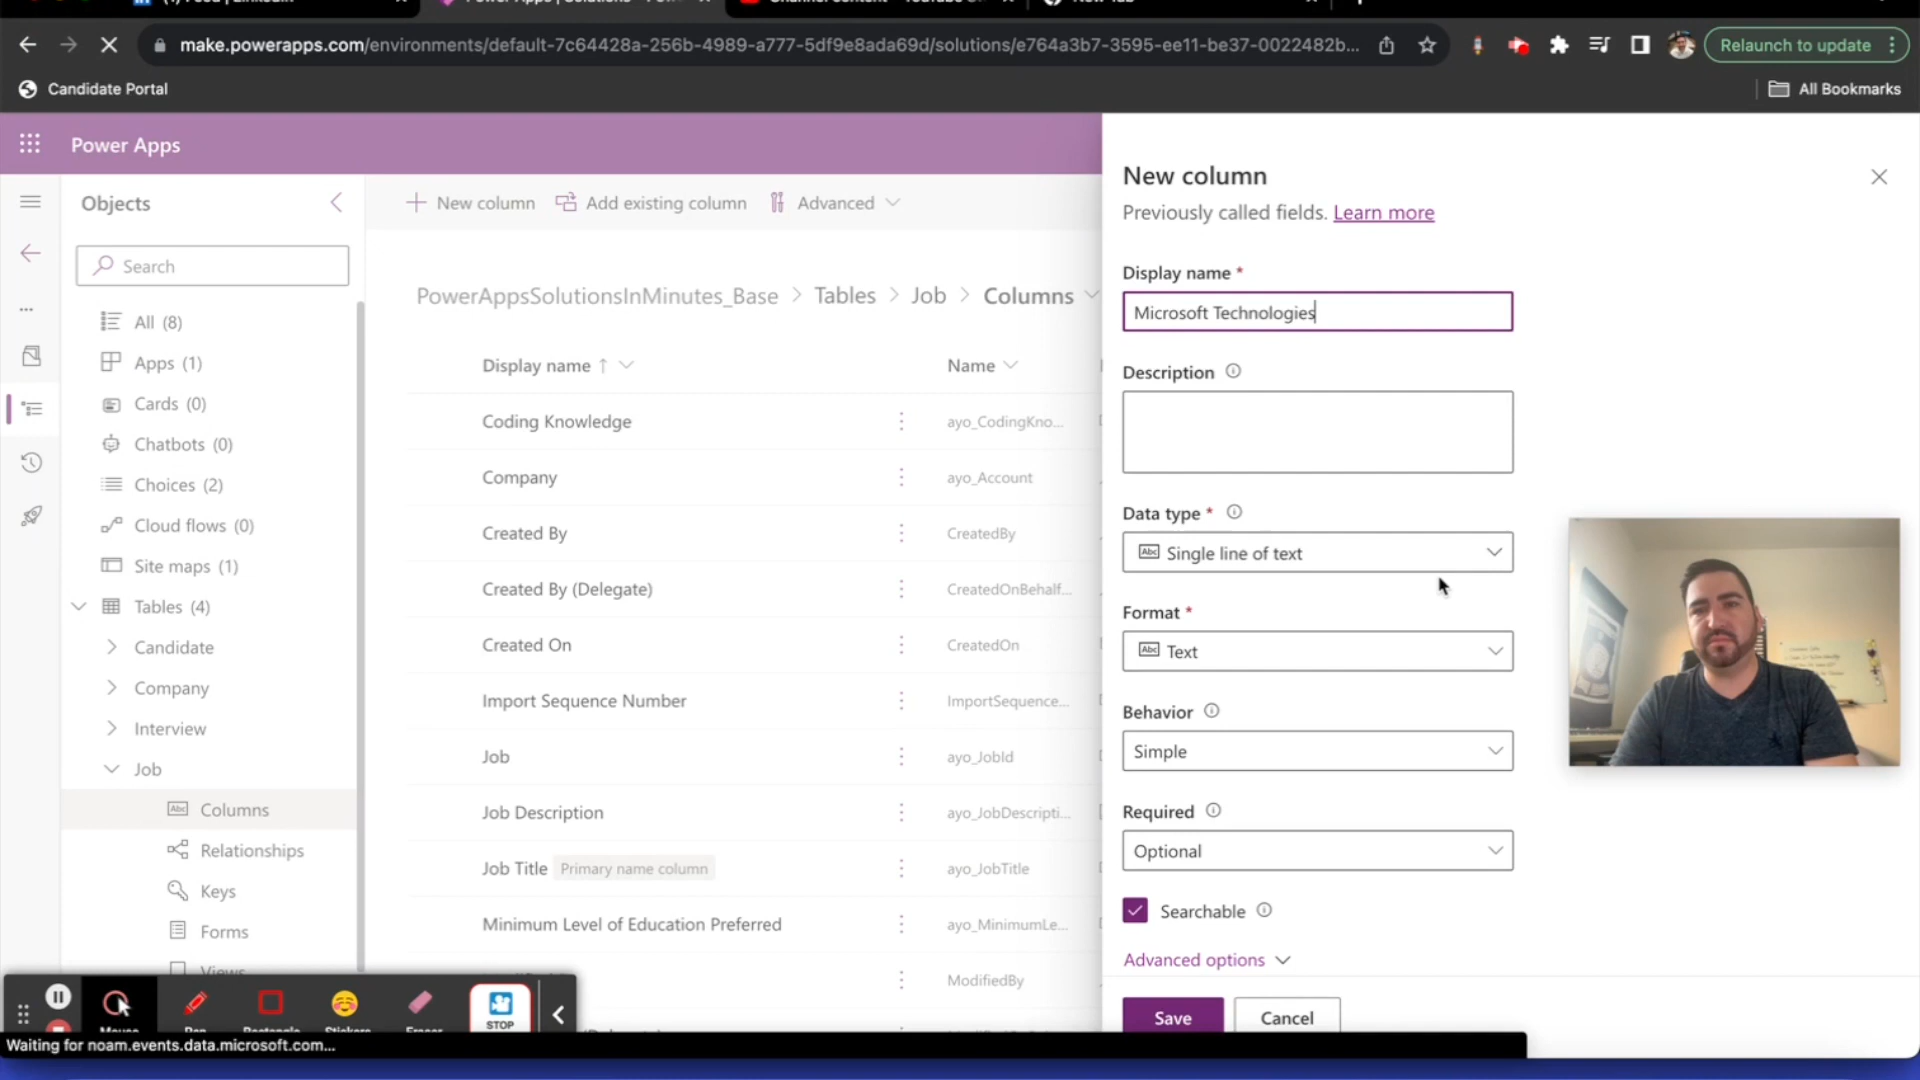 make.powerapps.com/environments/default-7c64428a-256b-4989-a777-5df9e8ada69d/solutions/e764a3b7-3595-ee11-be37-0022482b...
Relaunch to update
Candidate Portal
All Bookmarks
Power Apps
Objects
Search
All (8)
Apps (1)
Cards (0)
Chatbots (0)
Choices (2)
Cloud flows (0)
Site maps (1)
Tables (4)
Candidate
Company
Interview
Job
Columns
Relationships
Keys
Forms
Views
New column
Add existing column
Advanced
PowerAppsSolutionsInMinutes_Base > Tables > Job > Columns
Display name ↑
Name
Coding Knowledge
ayo_CodingKno...
Company
ayo_Account
Created By
CreatedBy
Created By (Delegate)
CreatedOnBehalf...
Created On
CreatedOn
Import Sequence Number
ImportSequence...
Job
ayo_JobId
Job Description
ayo_JobDescripti...
Job Title
Primary name column
ayo_JobTitle
Minimum Level of Education Preferred
ayo_MinimumLe...
ModifiedBy
New column
Previously called fields. Learn more
Display name *
Microsoft Technologies
Description
Data type *
Abc Single line of text
Format *
Abc Text
Behavior
Simple
Required
Optional
Searchable
Advanced options
Save
Cancel
STOP
Waiting for noam.events.data.microsoft.com...